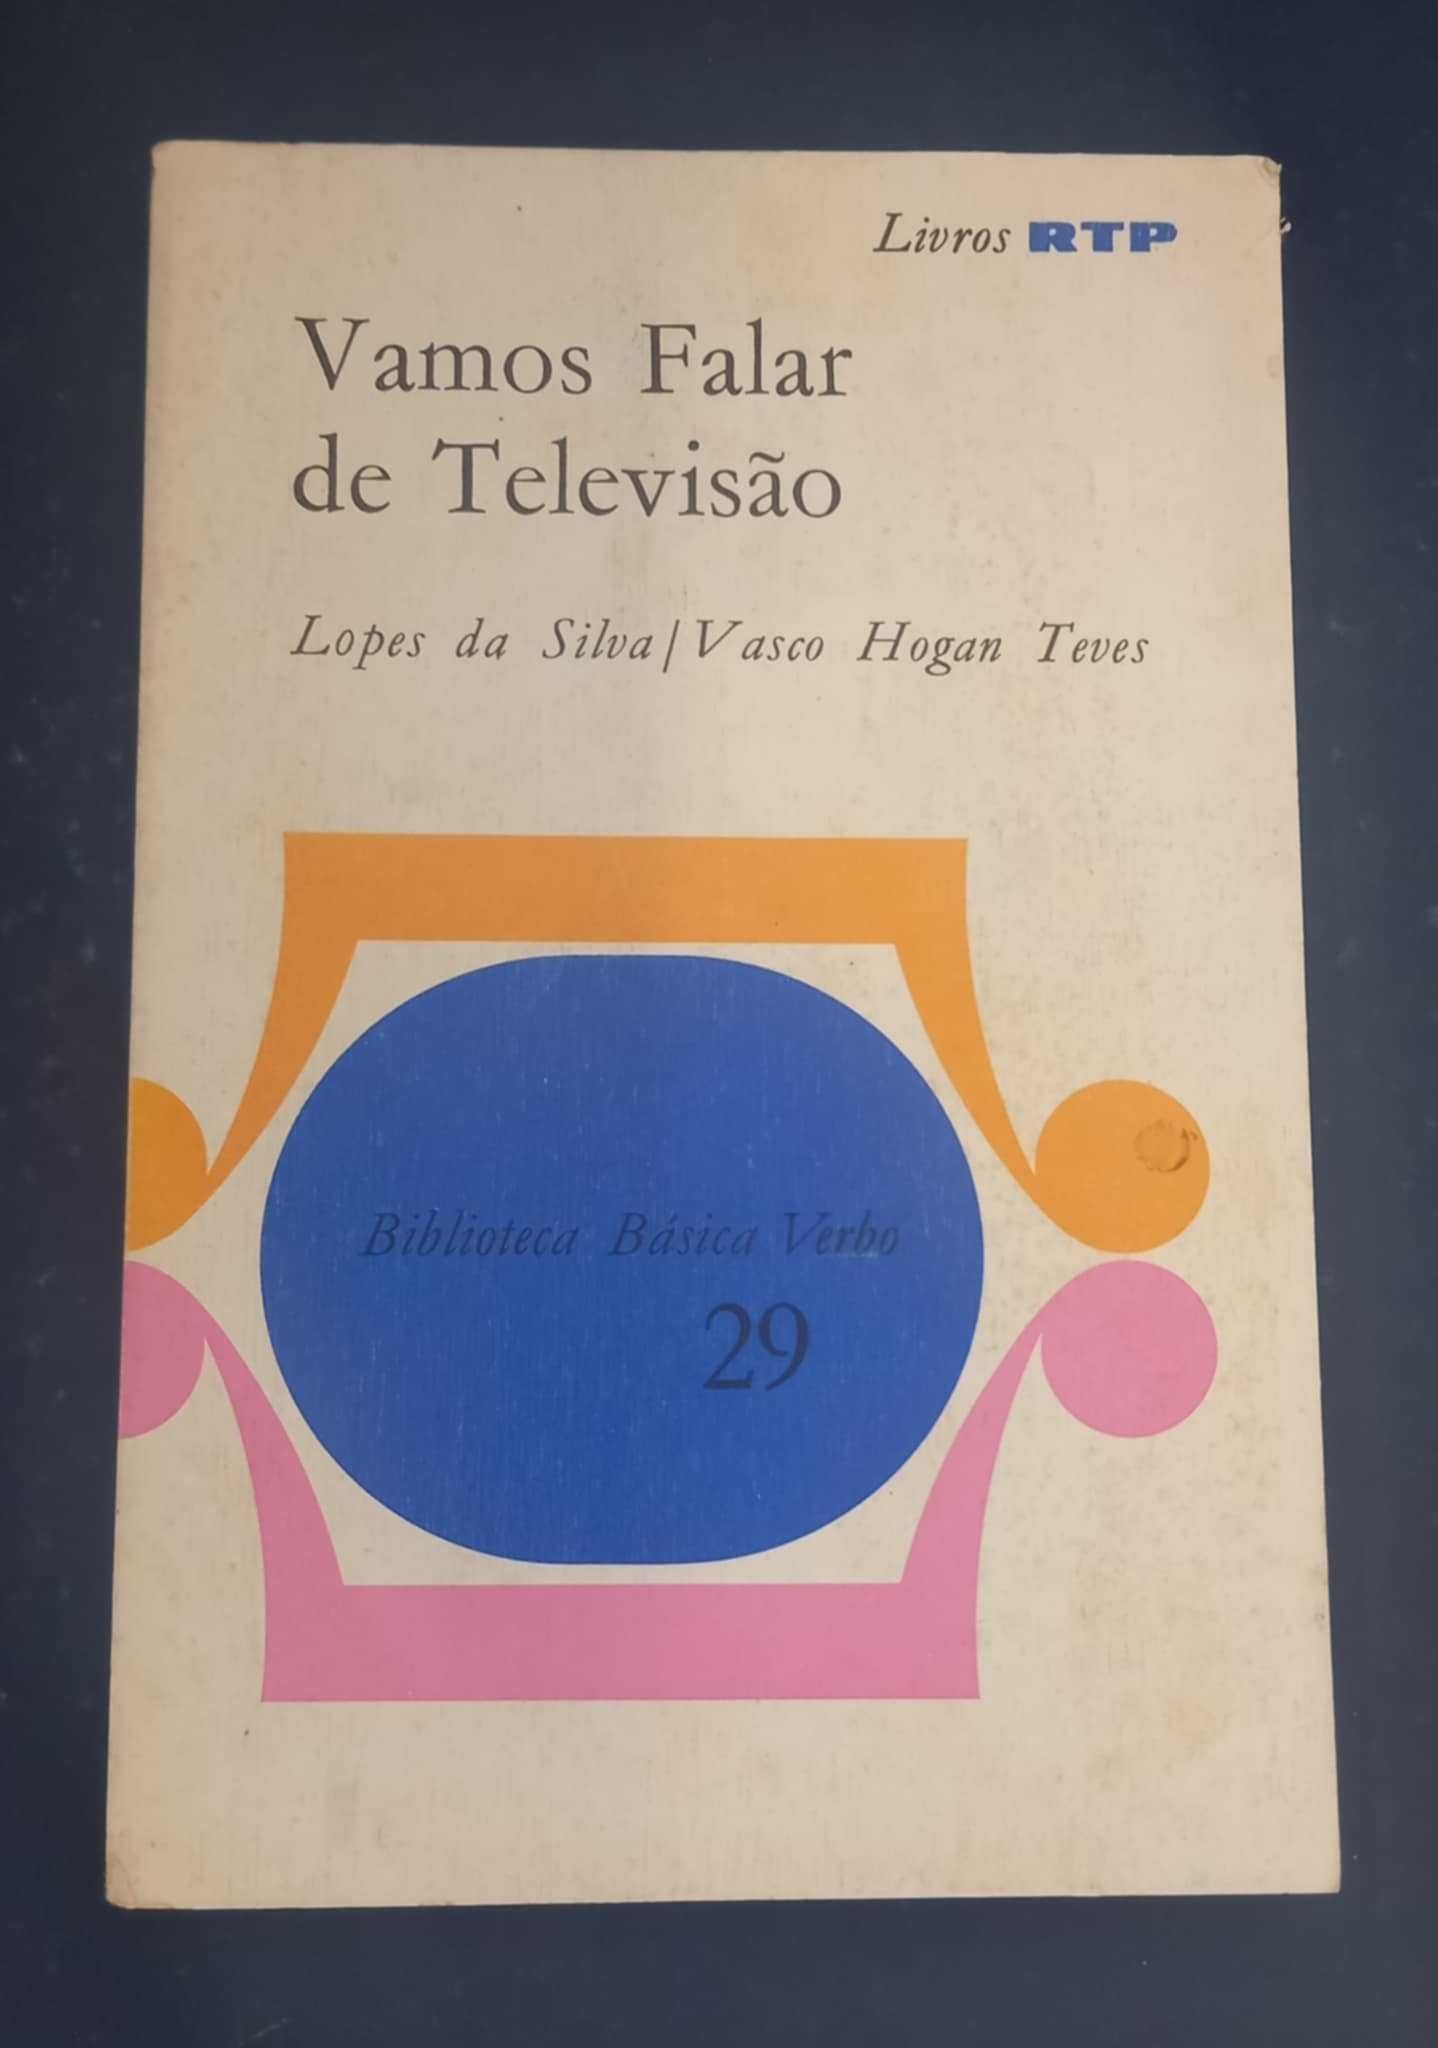 Livros RTP
Vamos Falar
de Televisão
Lopes da Silva/Vasco Hogan Teves
Biblioteca Básica Verbo
29